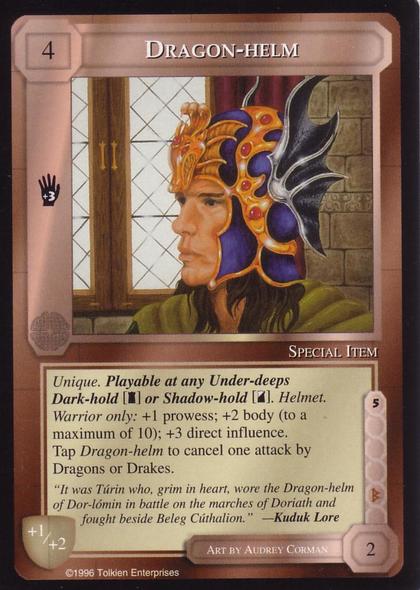 4
DRAGON-HELM
+3
SPECIAL ITEM
Unique. Playable at any Under-deeps
Dark-hold [] or Shadow-hold []. Helmet.
Warrior only: +1 prowess; +2 body (to a
maximum of 10); +3 direct influence.
Tap Dragon-helm to cancel one attack by
Dragons or Drakes.
"It was Túrin who, grim in heart, wore the Dragon-helm
of Dor-lómin in battle on the marches of Doriath and
fought beside Beleg Cúthalion." —Kuduk Lore
5
+1/+2
ART BY AUDREY CORMAN
2
©1996 Tolkien Enterprises